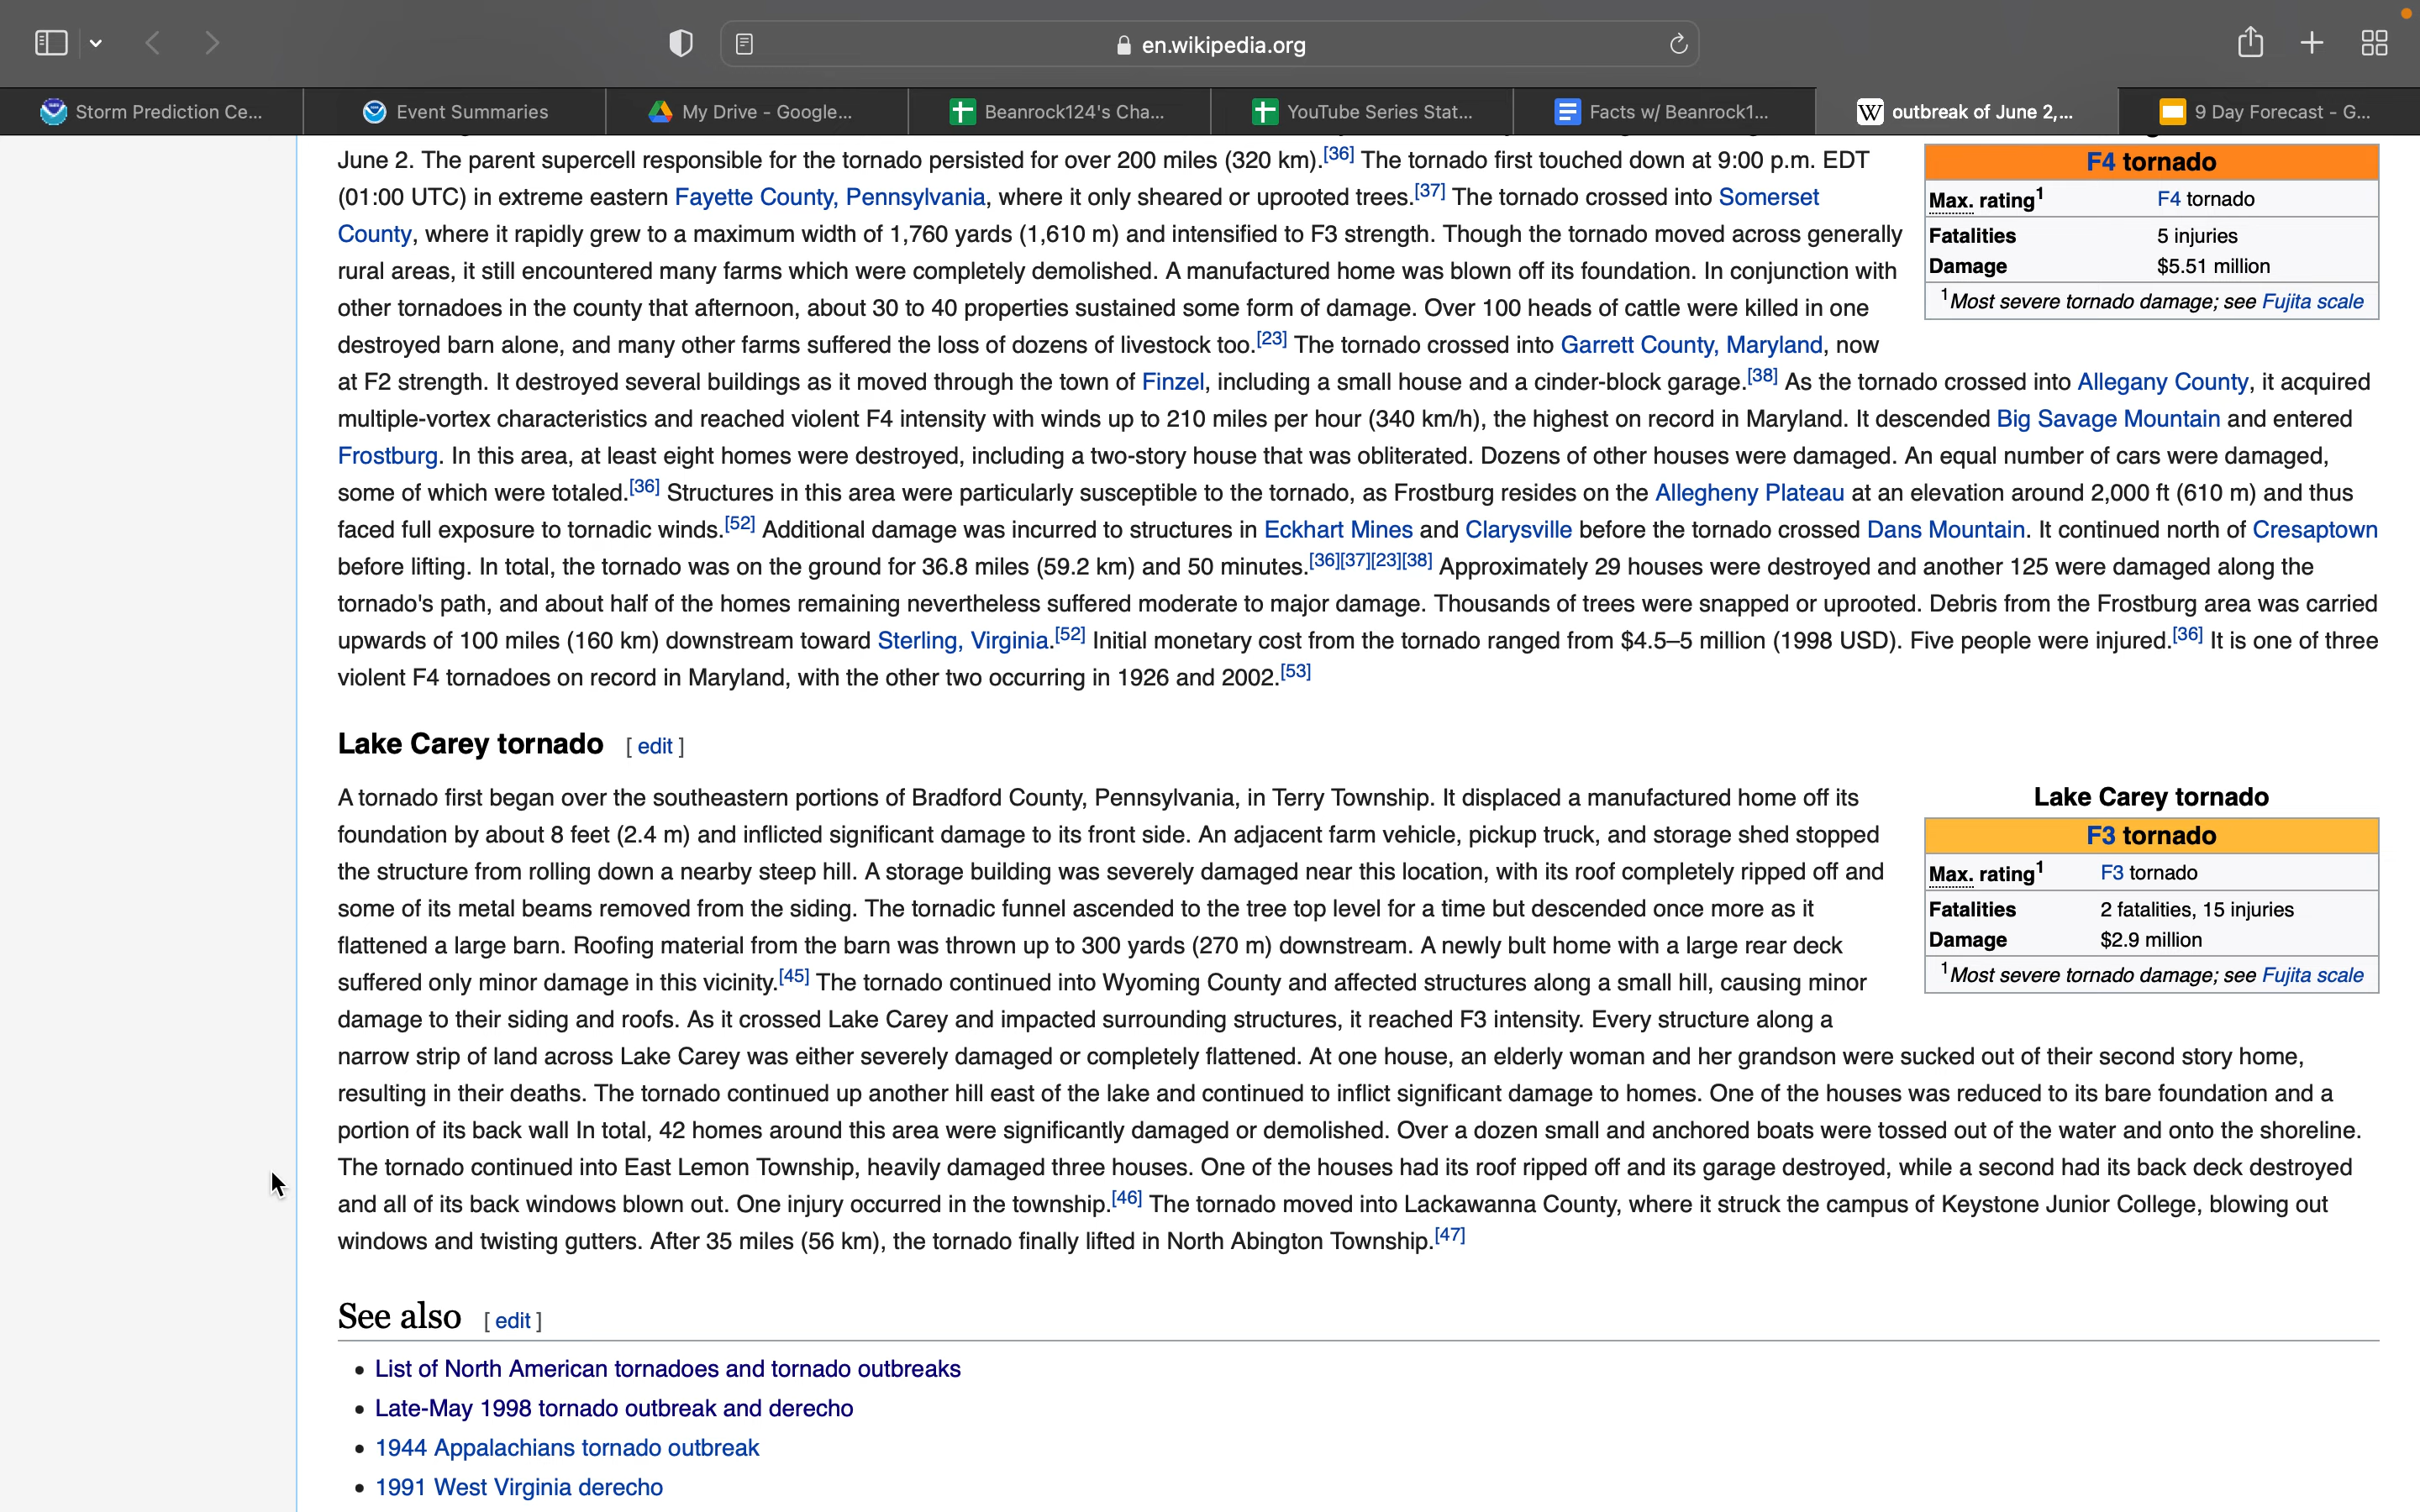 en.wikipedia.org
Storm Prediction Ce...
Event Summaries
My Drive - Google...
Beanrock124's Cha...
YouTube Series Stat...
Facts w/ Beanrock1...
W outbreak of June 2,...
9 Day Forecast - G...
June 2. The parent supercell responsible for the tornado persisted for over 200 miles (320 km).[36] The tornado first touched down at 9:00 p.m. EDT
(01:00 UTC) in extreme eastern Fayette County, Pennsylvania, where it only sheared or uprooted trees.[37] The tornado crossed into Somerset
County, where it rapidly grew to a maximum width of 1,760 yards (1,610 m) and intensified to F3 strength. Though the tornado moved across generally
rural areas, it still encountered many farms which were completely demolished. A manufactured home was blown off its foundation. In conjunction with
other tornadoes in the county that afternoon, about 30 to 40 properties sustained some form of damage. Over 100 heads of cattle were killed in one
destroyed barn alone, and many other farms suffered the loss of dozens of livestock too.[23] The tornado crossed into Garrett County, Maryland, now
at F2 strength. It destroyed several buildings as it moved through the town of Finzel, including a small house and a cinder-block garage.[38] As the tornado crossed into Allegany County, it acquired
multiple-vortex characteristics and reached violent F4 intensity with winds up to 210 miles per hour (340 km/h), the highest on record in Maryland. It descended Big Savage Mountain and entered
Frostburg. In this area, at least eight homes were destroyed, including a two-story house that was obliterated. Dozens of other houses were damaged. An equal number of cars were damaged,
some of which were totaled.[36] Structures in this area were particularly susceptible to the tornado, as Frostburg resides on the Allegheny Plateau at an elevation around 2,000 ft (610 m) and thus
faced full exposure to tornadic winds.[52] Additional damage was incurred to structures in Eckhart Mines and Clarysville before the tornado crossed Dans Mountain. It continued north of Cresaptown
before lifting. In total, the tornado was on the ground for 36.8 miles (59.2 km) and 50 minutes.[36][37][23][38] Approximately 29 houses were destroyed and another 125 were damaged along the
tornado's path, and about half of the homes remaining nevertheless suffered moderate to major damage. Thousands of trees were snapped or uprooted. Debris from the Frostburg area was carried
upwards of 100 miles (160 km) downstream toward Sterling, Virginia.[52] Initial monetary cost from the tornado ranged from $4.5–5 million (1998 USD). Five people were injured.[36] It is one of three
violent F4 tornadoes on record in Maryland, with the other two occurring in 1926 and 2002.[53]
F4 tornado
Max. rating1 F4 tornado
Fatalities 5 injuries
Damage $5.51 million
1Most severe tornado damage; see Fujita scale
Lake Carey tornado [ edit ]
A tornado first began over the southeastern portions of Bradford County, Pennsylvania, in Terry Township. It displaced a manufactured home off its
foundation by about 8 feet (2.4 m) and inflicted significant damage to its front side. An adjacent farm vehicle, pickup truck, and storage shed stopped
the structure from rolling down a nearby steep hill. A storage building was severely damaged near this location, with its roof completely ripped off and
some of its metal beams removed from the siding. The tornadic funnel ascended to the tree top level for a time but descended once more as it
flattened a large barn. Roofing material from the barn was thrown up to 300 yards (270 m) downstream. A newly bult home with a large rear deck
suffered only minor damage in this vicinity.[45] The tornado continued into Wyoming County and affected structures along a small hill, causing minor
damage to their siding and roofs. As it crossed Lake Carey and impacted surrounding structures, it reached F3 intensity. Every structure along a
narrow strip of land across Lake Carey was either severely damaged or completely flattened. At one house, an elderly woman and her grandson were sucked out of their second story home,
resulting in their deaths. The tornado continued up another hill east of the lake and continued to inflict significant damage to homes. One of the houses was reduced to its bare foundation and a
portion of its back wall In total, 42 homes around this area were significantly damaged or demolished. Over a dozen small and anchored boats were tossed out of the water and onto the shoreline.
The tornado continued into East Lemon Township, heavily damaged three houses. One of the houses had its roof ripped off and its garage destroyed, while a second had its back deck destroyed
and all of its back windows blown out. One injury occurred in the township.[46] The tornado moved into Lackawanna County, where it struck the campus of Keystone Junior College, blowing out
windows and twisting gutters. After 35 miles (56 km), the tornado finally lifted in North Abington Township.[47]
Lake Carey tornado
F3 tornado
Max. rating1 F3 tornado
Fatalities 2 fatalities, 15 injuries
Damage $2.9 million
1Most severe tornado damage; see Fujita scale
See also [ edit ]
• List of North American tornadoes and tornado outbreaks
• Late-May 1998 tornado outbreak and derecho
• 1944 Appalachians tornado outbreak
• 1991 West Virginia derecho